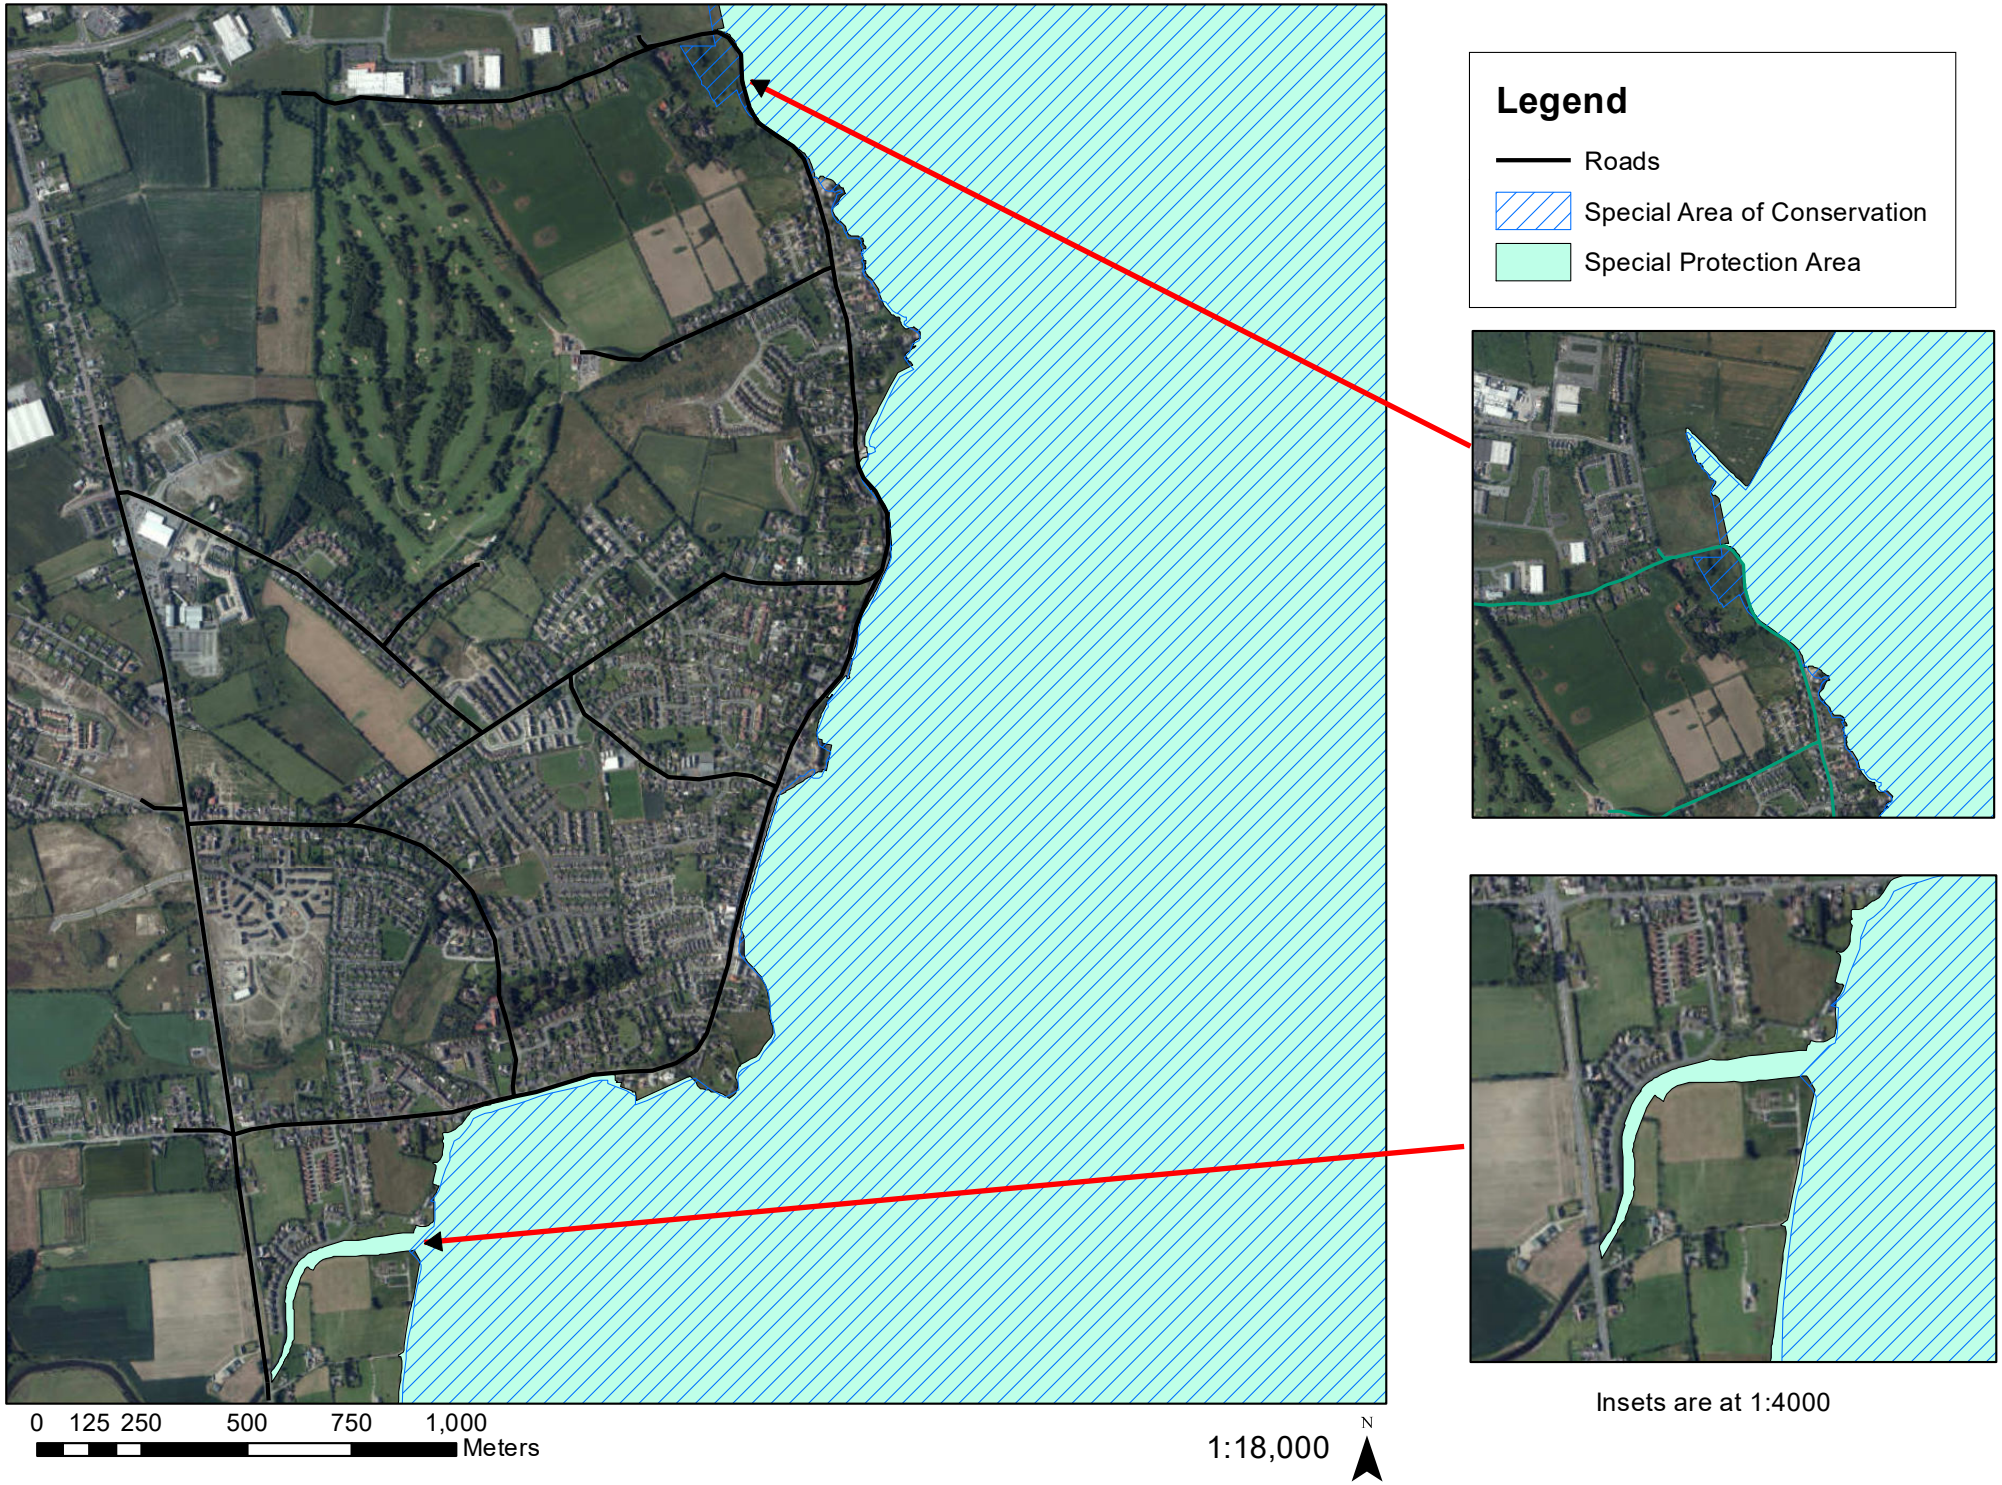 Legend
Roads
Special Area of Conservation
Special Protection Area
Insets are at 1:4000
0 125 250 500 750 1,000
Meters
1:18,000
N